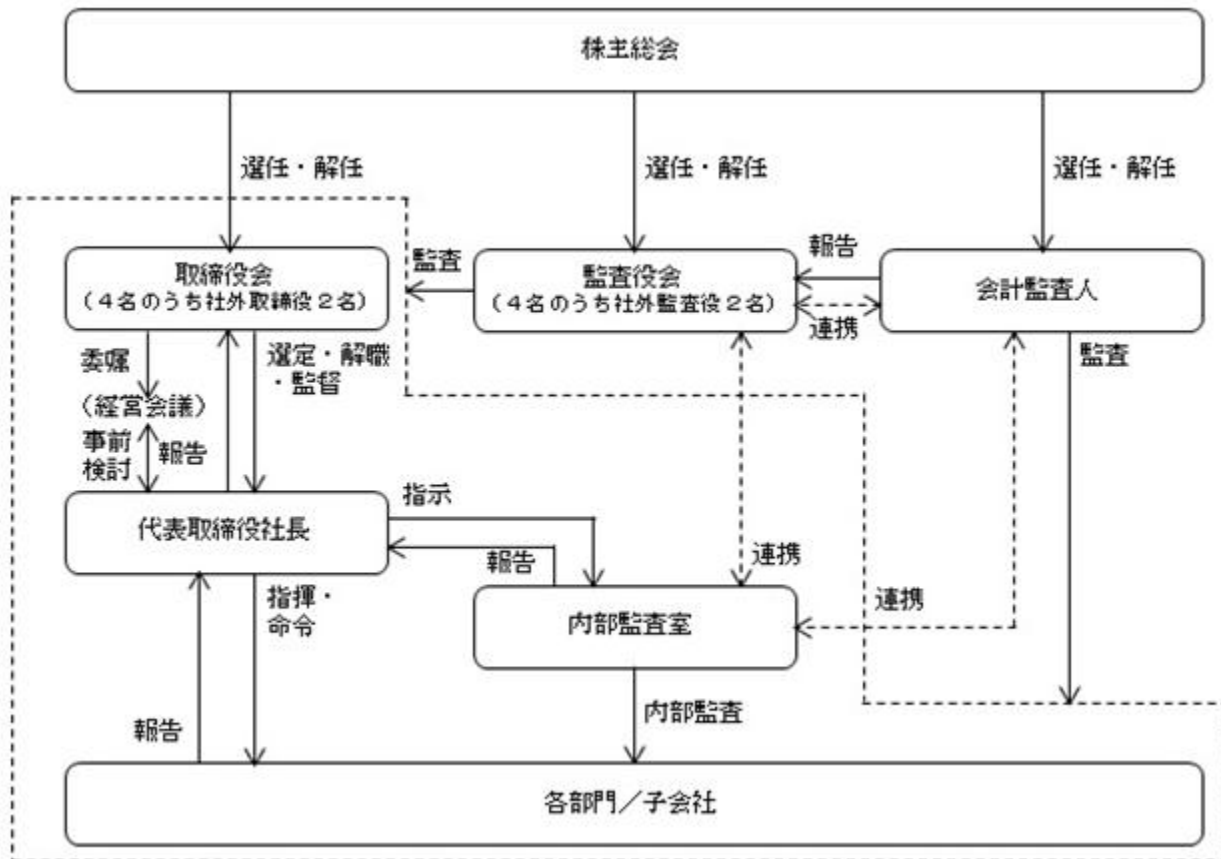 株主総会
選任・解任
選任・解任
選任・解任
取締役会
(4名のうち社外取締役2名)
監査
監査役会
(4名のうち社外監査役2名)
報告
連携
会計監査人
委嘱
選定・解職
・監督
監査
(経営会議)
事前
検討
報告
代表取締役社長
指示
報告
連携
連携
指揮・
命令
内部監査室
内部監査
報告
各部門/子会社